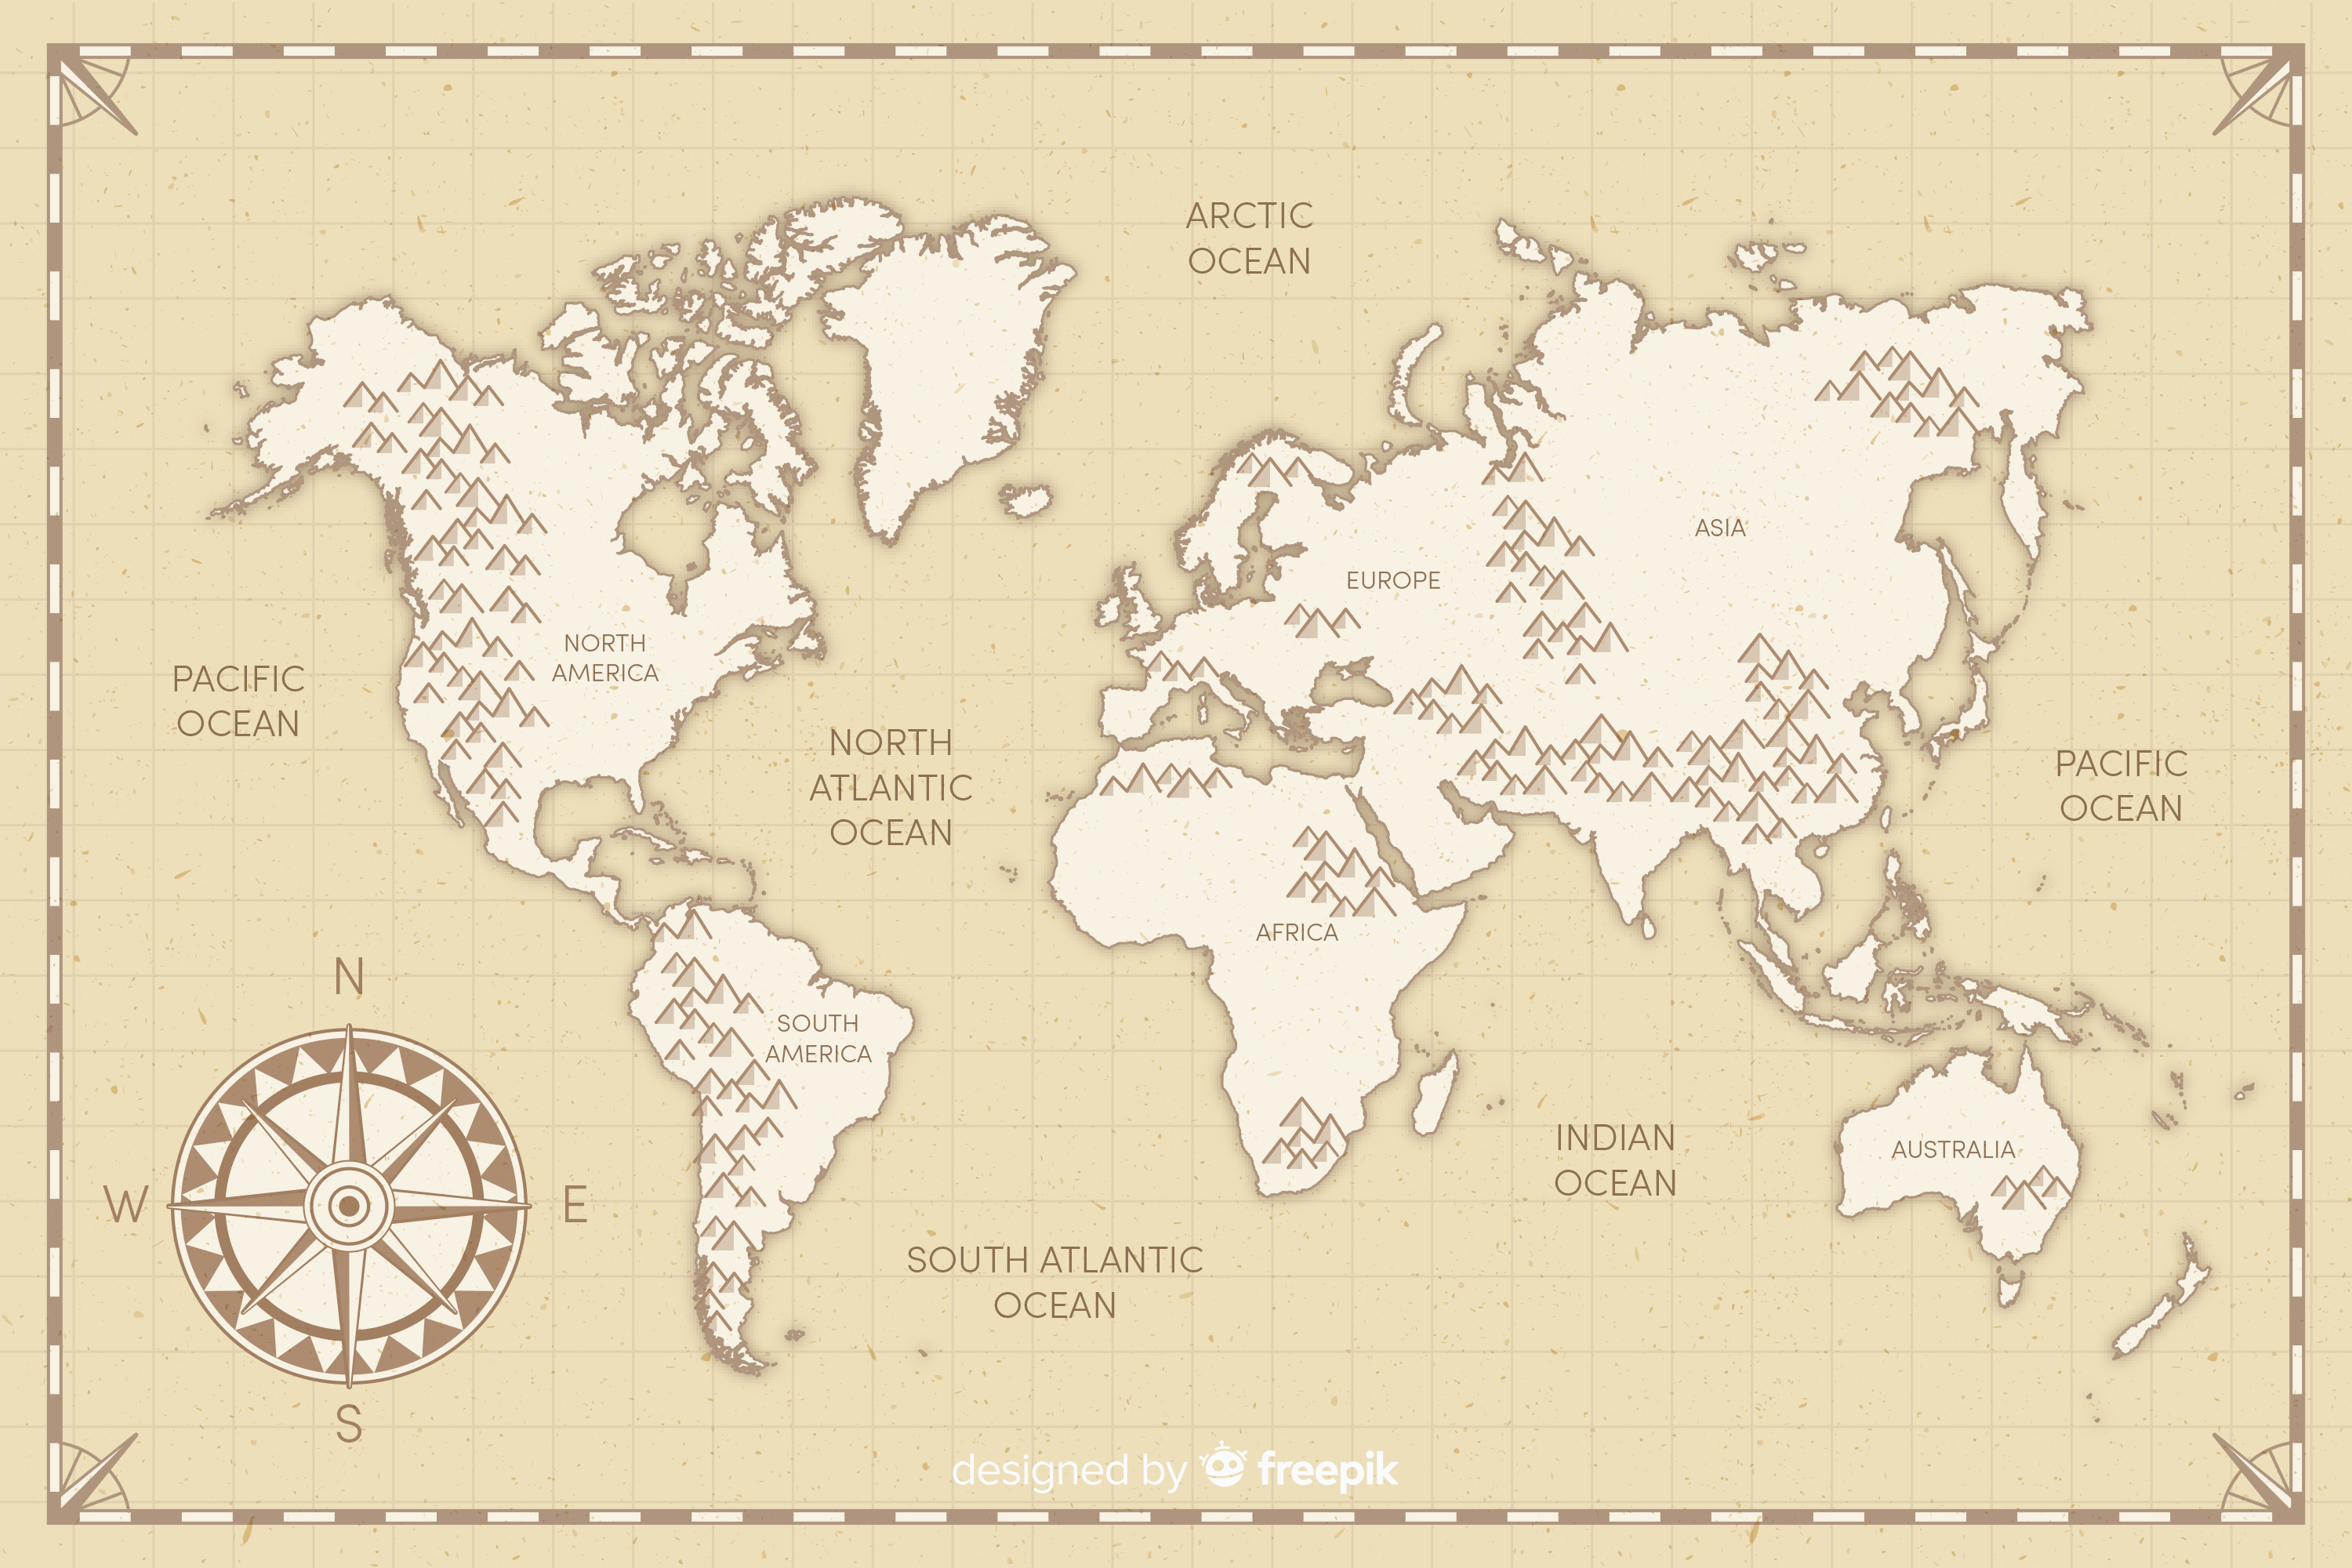 ARCTIC
OCEAN
ASIA
EUROPE
NORTH
AMERICA
PACIFIC
OCEAN
NORTH
ATLANTIC
OCEAN
PACIFIC
OCEAN
AFRICA
N
SOUTH
AMERICA
INDIAN
OCEAN
AUSTRALIA
W
E
SOUTH ATLANTIC
OCEAN
S
designed by freepik